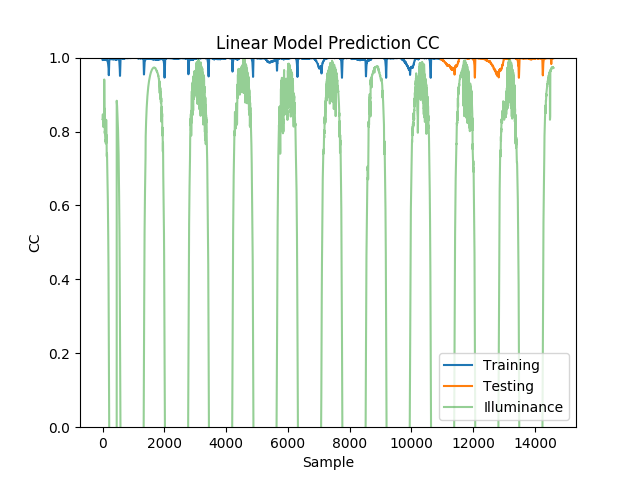 Linear Model Prediction CC
1.0
0.8
0.6
0.4
0.2
0.0
CC
0 2000 4000 6000 8000 10000 12000 14000
Sample
Training
Testing
Illuminance